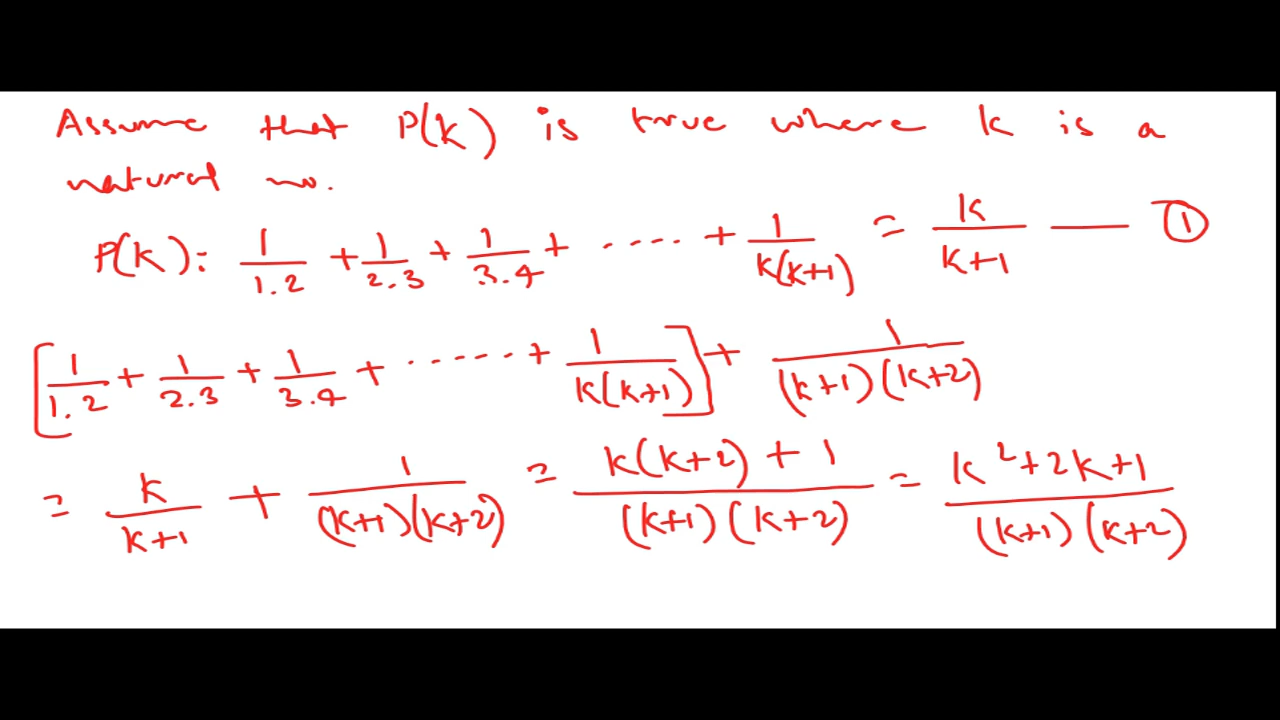 Assume that P(k) is true where k is a
natural no.
P(k): 1/1.2 + 1/2.3 + 1/3.4 + ..... + 1/k(k+1) = k/k+1 —— ①
[1/1.2 + 1/2.3 + 1/3.4 + ...... + 1/k(k+1)] + 1/(k+1)(k+2)
= k/k+1 + 1/(k+1)(k+2) = k(k+2) + 1/(k+1)(k+2) = k²+2k+1/(k+1)(k+2)